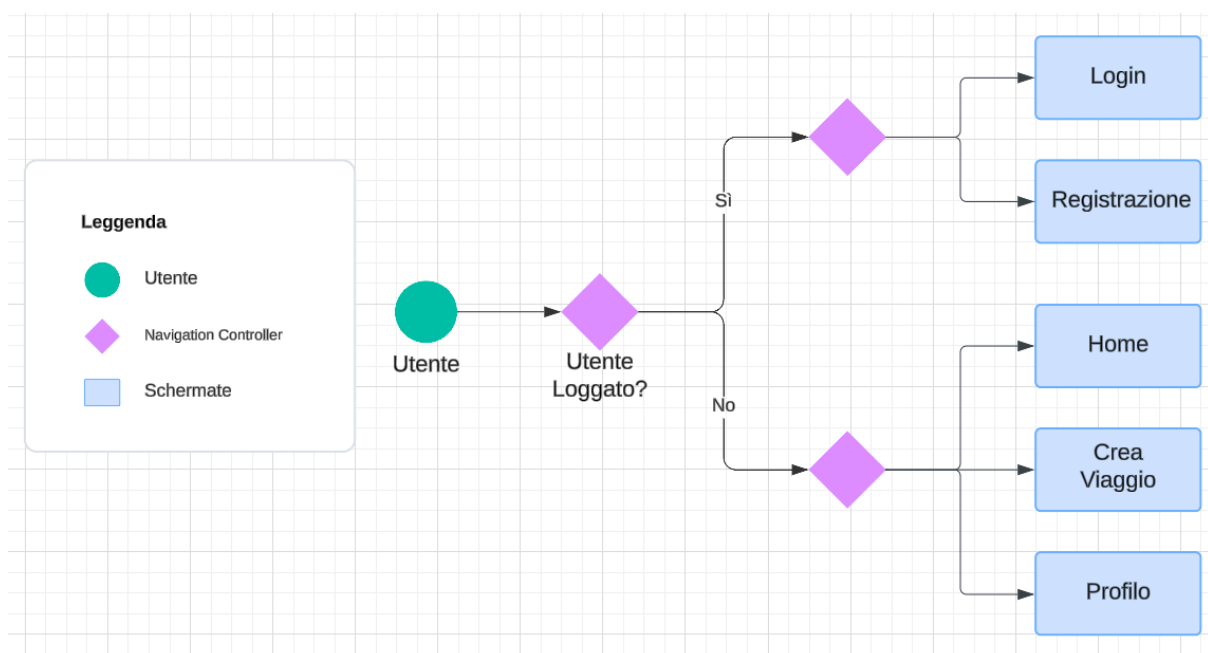 Leggenda
Utente
Navigation Controller
Schermate
Utente
Utente
Loggato?
Sì
No
Login
Registrazione
Home
Crea
Viaggio
Profilo